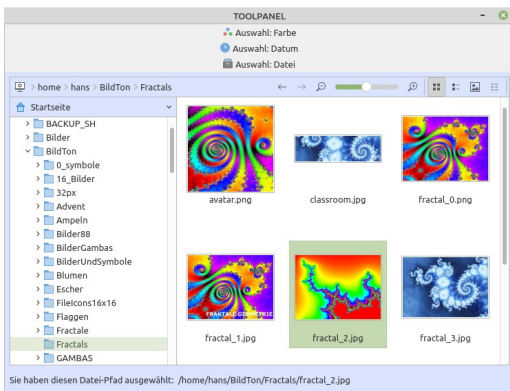 TOOLPANEL
Auswahl: Farbe
Auswahl: Datum
Auswahl: Datei
home > hans > BildTon > Fractals
Startseite
BACKUP_SH
Bilder
BildTon
0_symbole
16_Bilder
32px
Advent
Ampeln
Bilder88
BilderGambas
BilderUndSymbole
Blumen
Escher
FileIcons16x16
Flaggen
Fractale
Fractals
GAMBAS
avatar.png
classroom.jpg
fractal_0.png
FRAKTALE GEOMETRIE
fractal_1.jpg
fractal_2.jpg
fractal_3.jpg
Sie haben diesen Datei-Pfad ausgewählt: /home/hans/BildTon/Fractals/fractal_2.jpg